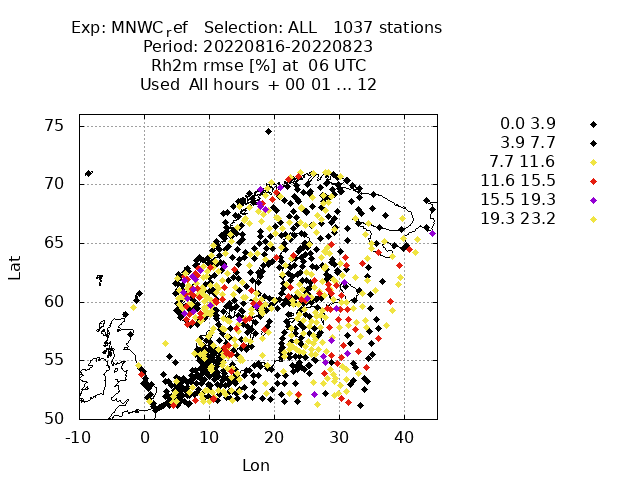 Exp: MNWC_ref   Selection: ALL   1037 stations
Period: 20220816-20220823
Rh2m rmse [%] at  06 UTC
Used  All hours  + 00 01 ... 12
0.0 3.9
3.9 7.7
7.7 11.6
11.6 15.5
15.5 19.3
19.3 23.2
75
70
65
60
55
50
Lat
-10 0 10 20 30 40
Lon